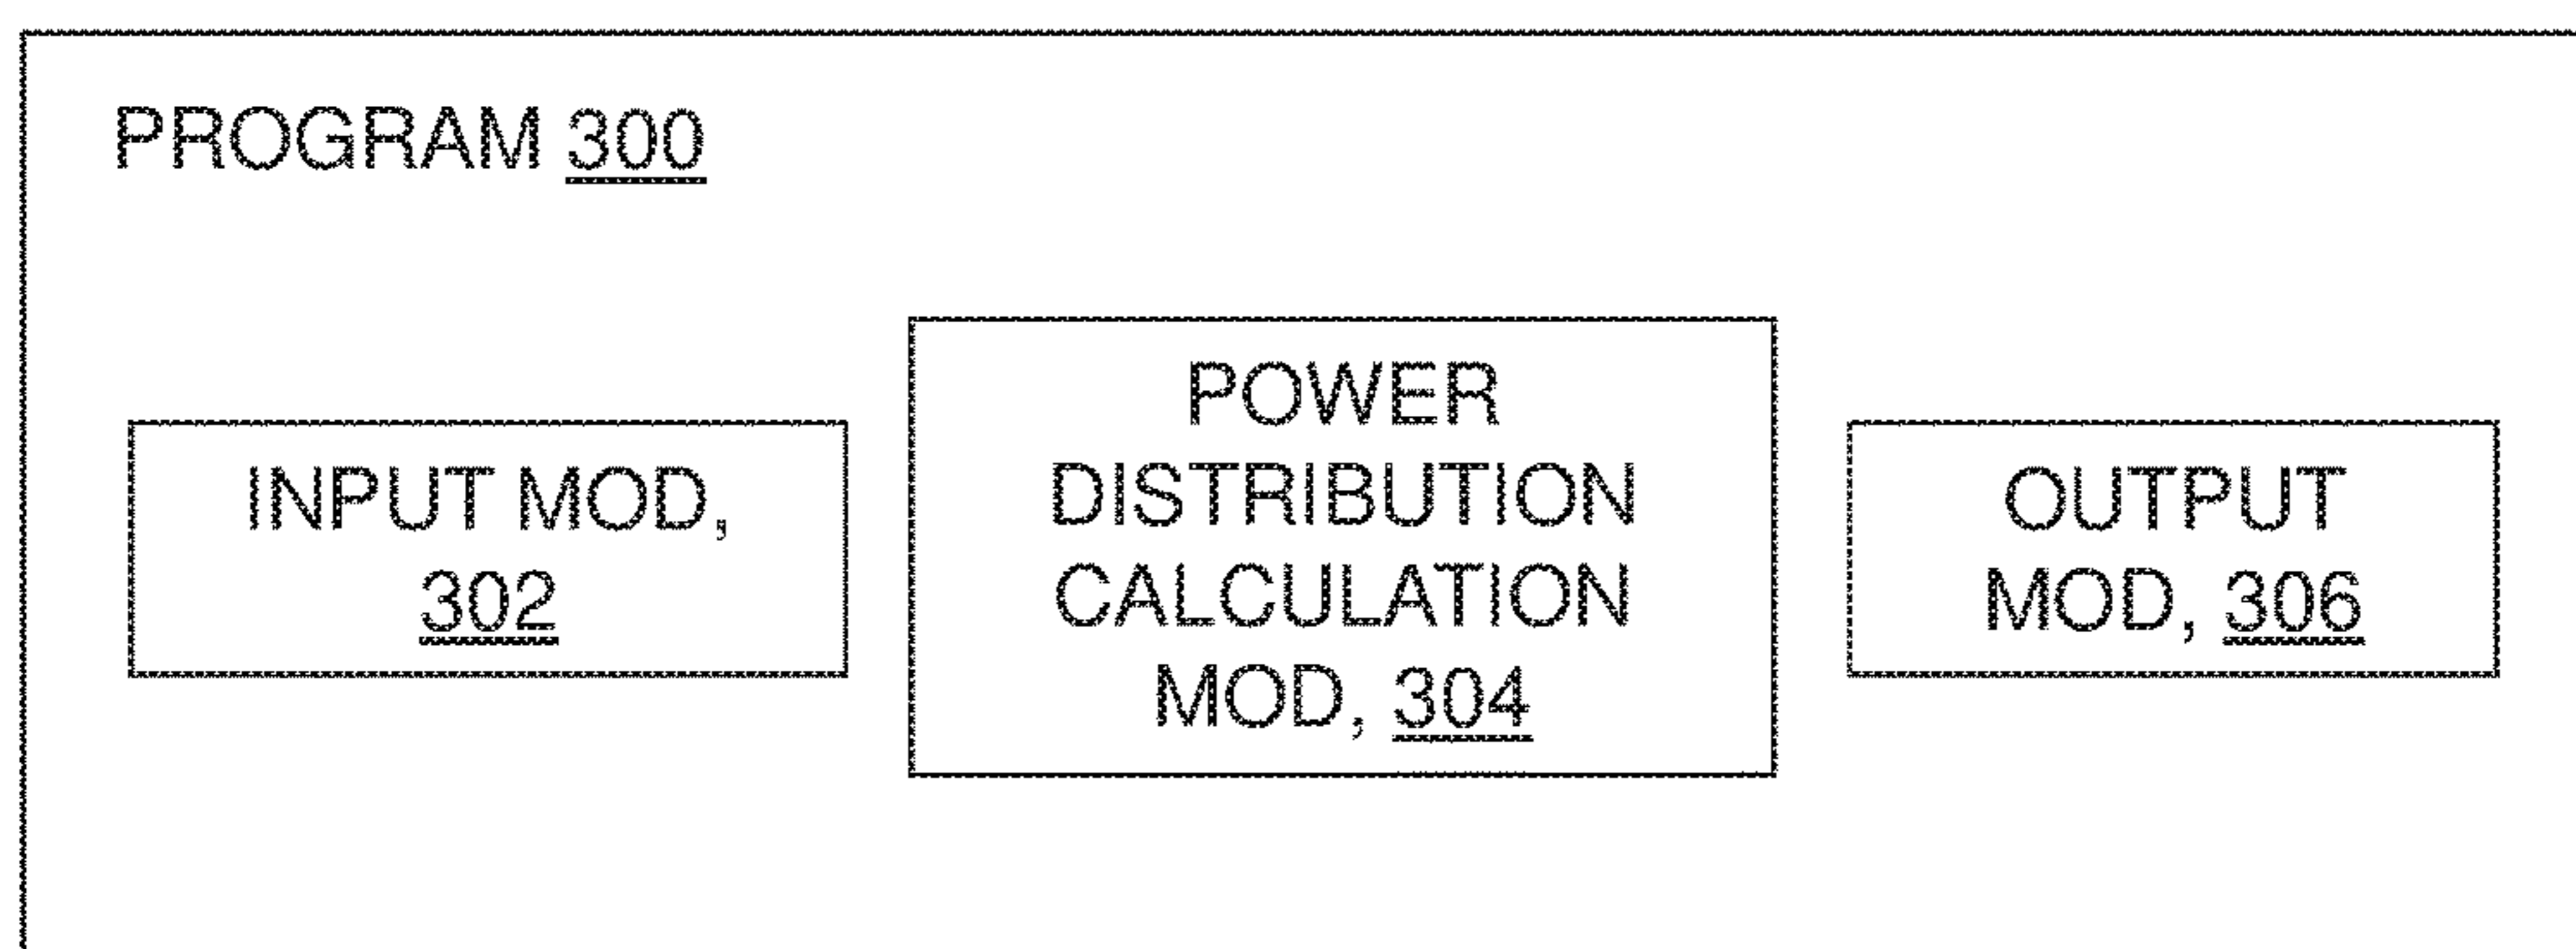 PROGRAM 300
INPUT MOD,
302
POWER
DISTRIBUTION
CALCULATION
MOD, 304
OUTPUT
MOD, 306